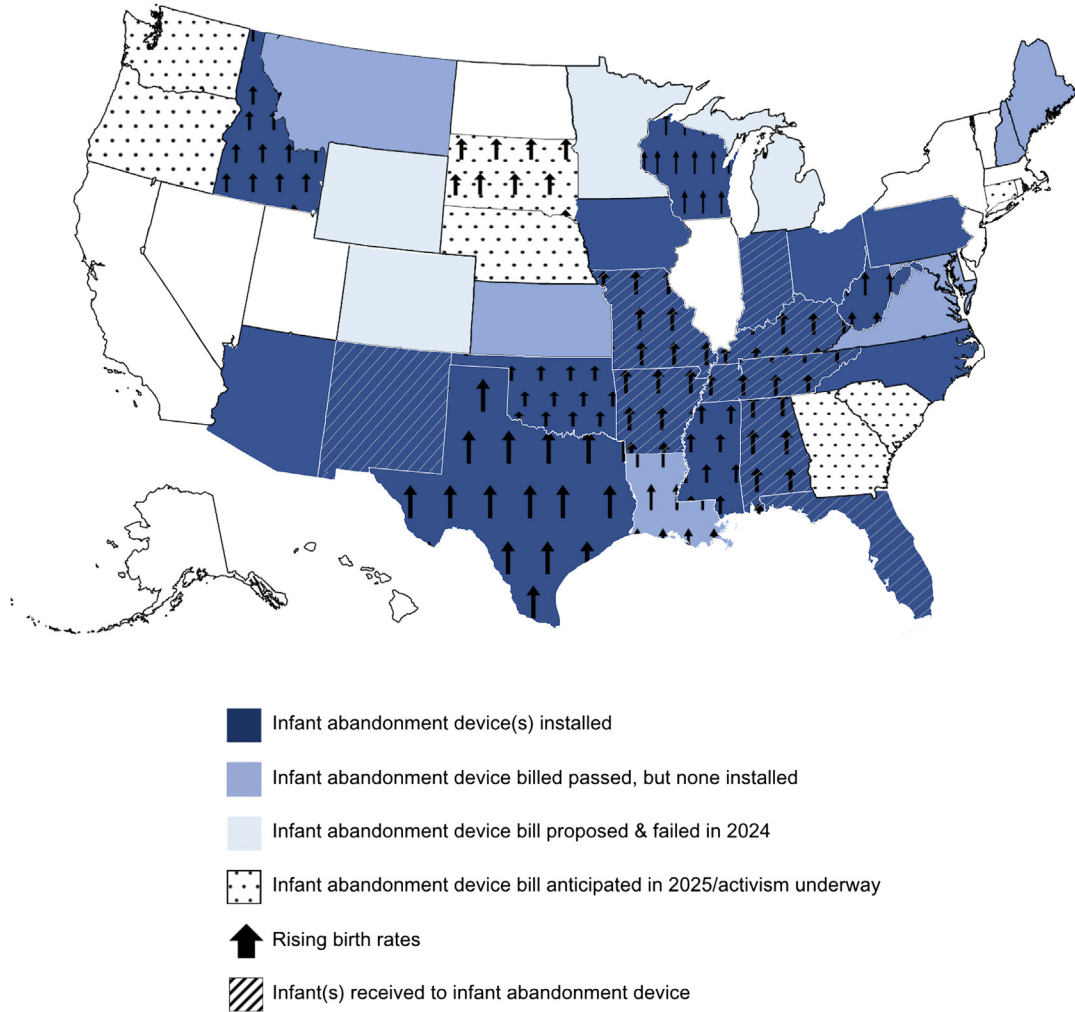 Infant abandonment device(s) installed
Infant abandonment device billed passed, but none installed
Infant abandonment device bill proposed & failed in 2024
Infant abandonment device bill anticipated in 2025/activism underway
Rising birth rates
Infant(s) received to infant abandonment device